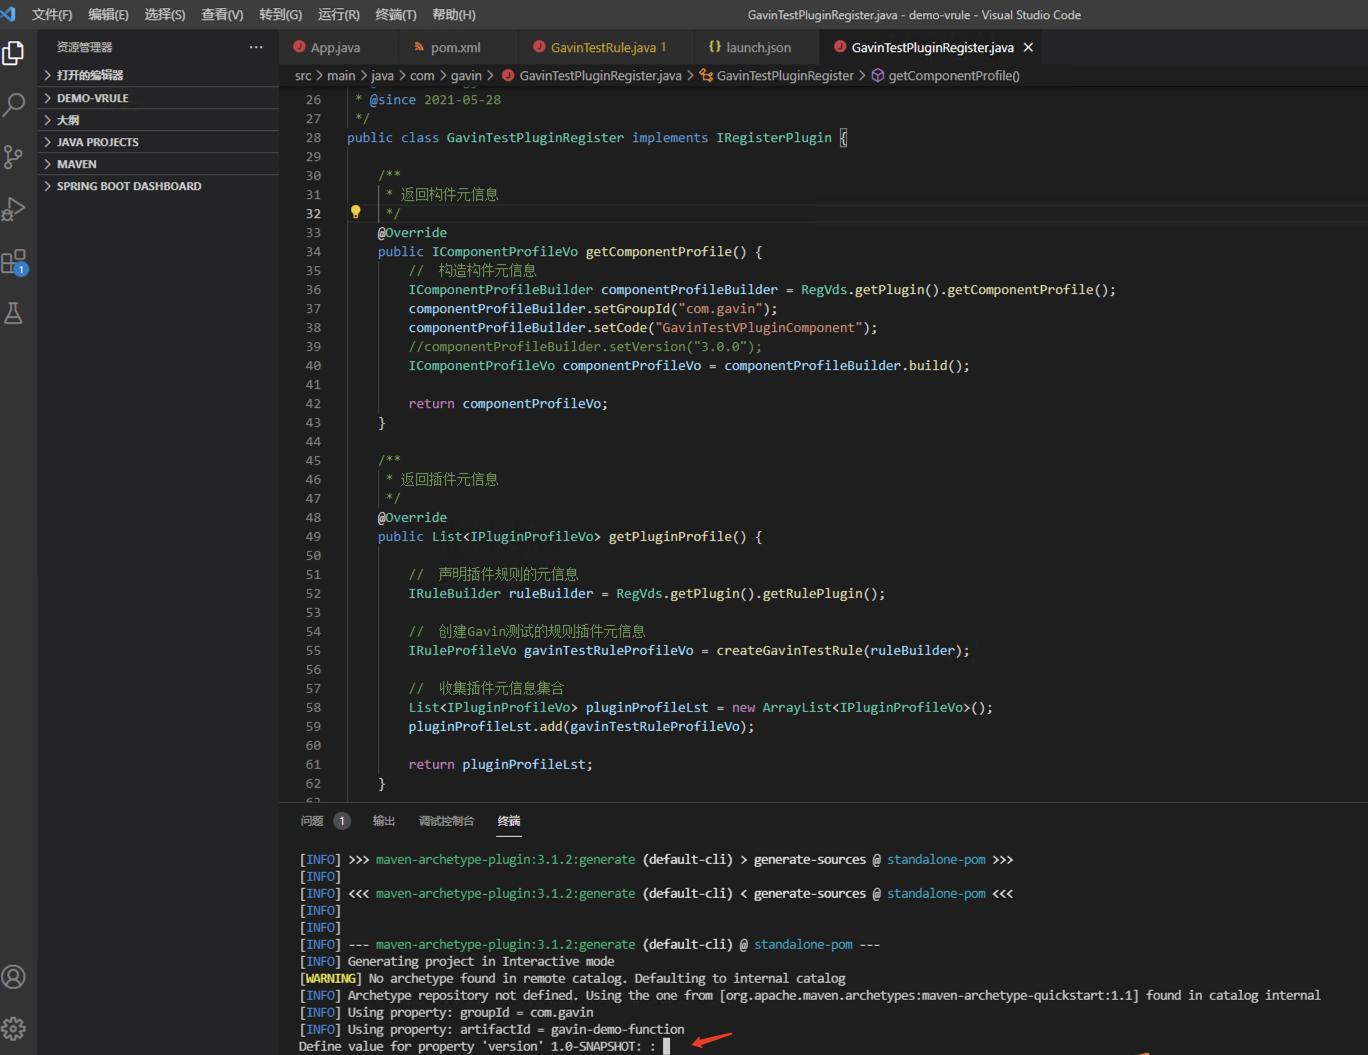 文件(F) 编辑(E) 选择(S) 查看(V) 转到(G) 运行(R) 终端(T) 帮助(H) GavinTestPluginRegister.java - demo-vrule - Visual Studio Code
资源管理器 ···
打开的编辑器
DEMO-VRULE
大纲
JAVA PROJECTS
MAVEN
SPRING BOOT DASHBOARD
1
App.java pom.xml GavinTestRule.java 1 launch.json GavinTestPluginRegister.java
src > main > java > com > gavin > GavinTestPluginRegister.java > GavinTestPluginRegister > getComponentProfile()
26 * @since 2021-05-28
27 */
28 public class GavinTestPluginRegister implements IRegisterPlugin {
29
30 /**
31 * 返回构件元信息
32 */
33 @Override
34 public IComponentProfileVo getComponentProfile() {
35 // 构造构件元信息
36 IComponentProfileBuilder componentProfileBuilder = RegVds.getPlugin().getComponentProfile();
37 componentProfileBuilder.setGroupId("com.gavin");
38 componentProfileBuilder.setCode("GavinTestVPluginComponent");
39 //componentProfileBuilder.setVersion("3.0.0");
40 IComponentProfileVo componentProfileVo = componentProfileBuilder.build();
41
42 return componentProfileVo;
43 }
44
45 /**
46 * 返回插件元信息
47 */
48 @Override
49 public List<IPluginProfileVo> getPluginProfile() {
50
51 // 声明插件规则的元信息
52 IRuleBuilder ruleBuilder = RegVds.getPlugin().getRulePlugin();
53
54 // 创建Gavin测试的规则插件元信息
55 IRuleProfileVo gavinTestRuleProfileVo = createGavinTestRule(ruleBuilder);
56
57 // 收集插件元信息集合
58 List<IPluginProfileVo> pluginProfileLst = new ArrayList<IPluginProfileVo>();
59 pluginProfileLst.add(gavinTestRuleProfileVo);
60
61 return pluginProfileLst;
62 }
问题 1 输出 调试控制台 终端
[INFO] >>> maven-archetype-plugin:3.1.2:generate (default-cli) > generate-sources @ standalone-pom >>>
[INFO]
[INFO] <<< maven-archetype-plugin:3.1.2:generate (default-cli) < generate-sources @ standalone-pom <<<
[INFO]
[INFO]
[INFO] --- maven-archetype-plugin:3.1.2:generate (default-cli) @ standalone-pom ---
[INFO] Generating project in Interactive mode
[WARNING] No archetype found in remote catalog. Defaulting to internal catalog
[INFO] Archetype repository not defined. Using the one from [org.apache.maven.archetypes:maven-archetype-quickstart:1.1] found in catalog internal
[INFO] Using property: groupId = com.gavin
[INFO] Using property: artifactId = gavin-demo-function
Define value for property 'version' 1.0-SNAPSHOT: :